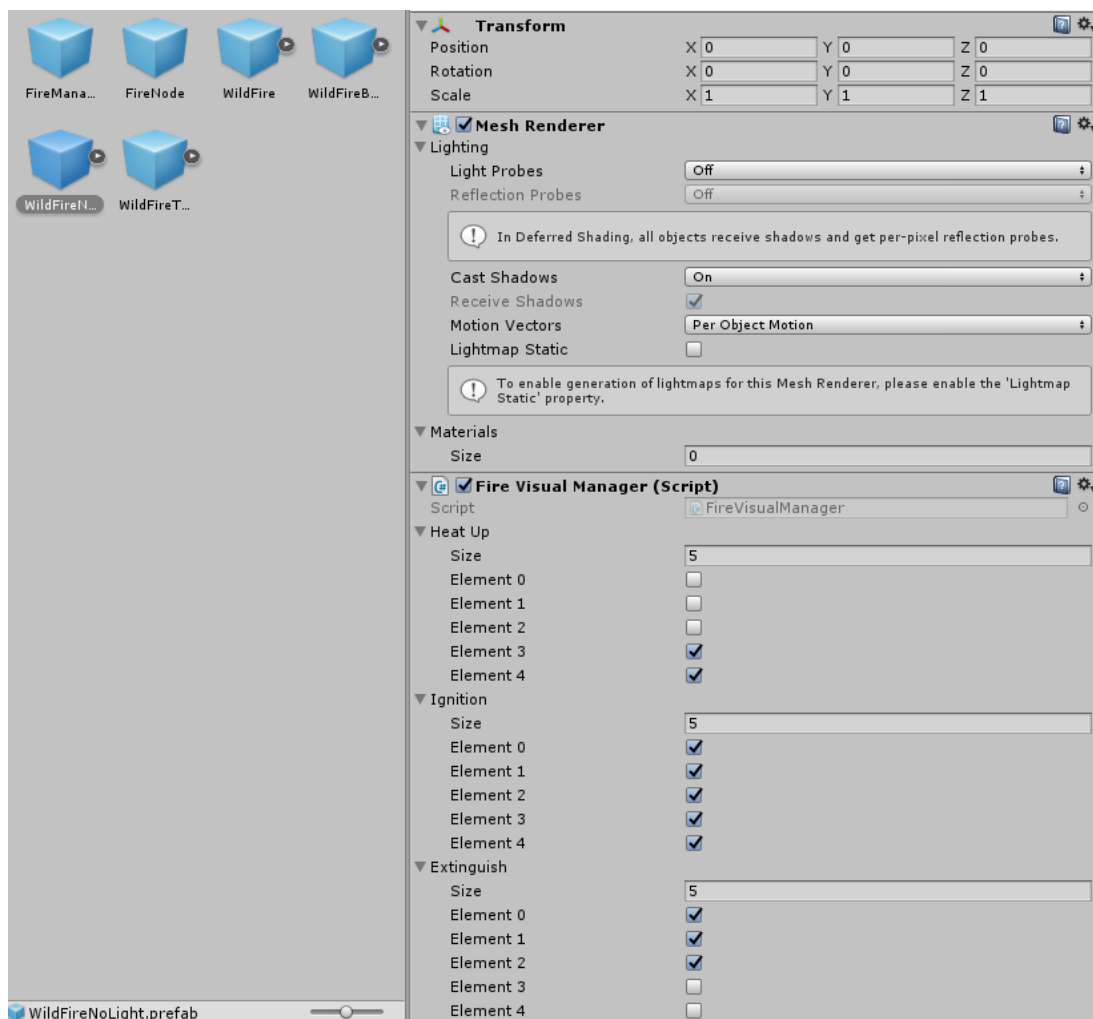 FireMana...
FireNode
WildFire
WildFireB...
WildFireN...
WildFireT...
WildFireNoLight.prefab
Transform
Position X 0 Y 0 Z 0
Rotation X 0 Y 0 Z 0
Scale X 1 Y 1 Z 1
Mesh Renderer
Lighting
Light Probes Off
Reflection Probes Off
In Deferred Shading, all objects receive shadows and get per-pixel reflection probes.
Cast Shadows On
Receive Shadows
Motion Vectors Per Object Motion
Lightmap Static
To enable generation of lightmaps for this Mesh Renderer, please enable the 'Lightmap
Static' property.
Materials
Size 0
C# Fire Visual Manager (Script)
Script FireVisualManager
Heat Up
Size 5
Element 0
Element 1
Element 2
Element 3
Element 4
Ignition
Size 5
Element 0
Element 1
Element 2
Element 3
Element 4
Extinguish
Size 5
Element 0
Element 1
Element 2
Element 3
Element 4